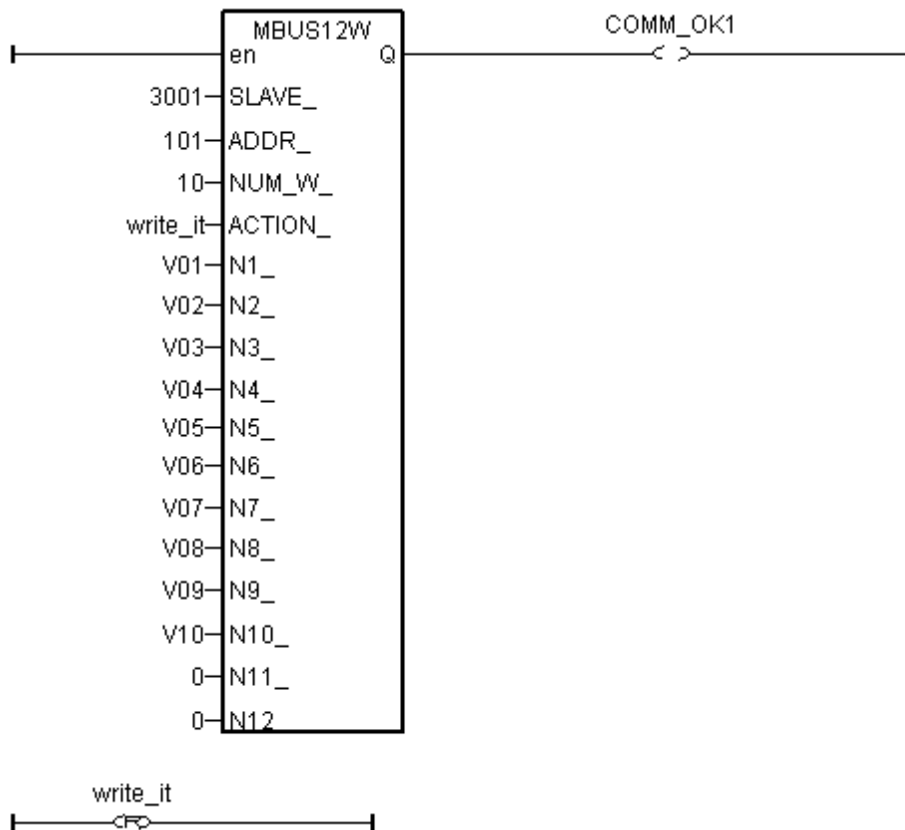 MBUS12W
COMM_OK1
en Q
3001 SLAVE_
101 ADDR_
10 NUM_W_
write_it ACTION_
V01 N1_
V02 N2_
V03 N3_
V04 N4_
V05 N5_
V06 N6_
V07 N7_
V08 N8_
V09 N9_
V10 N10_
0 N11_
0 N12
write_it
R